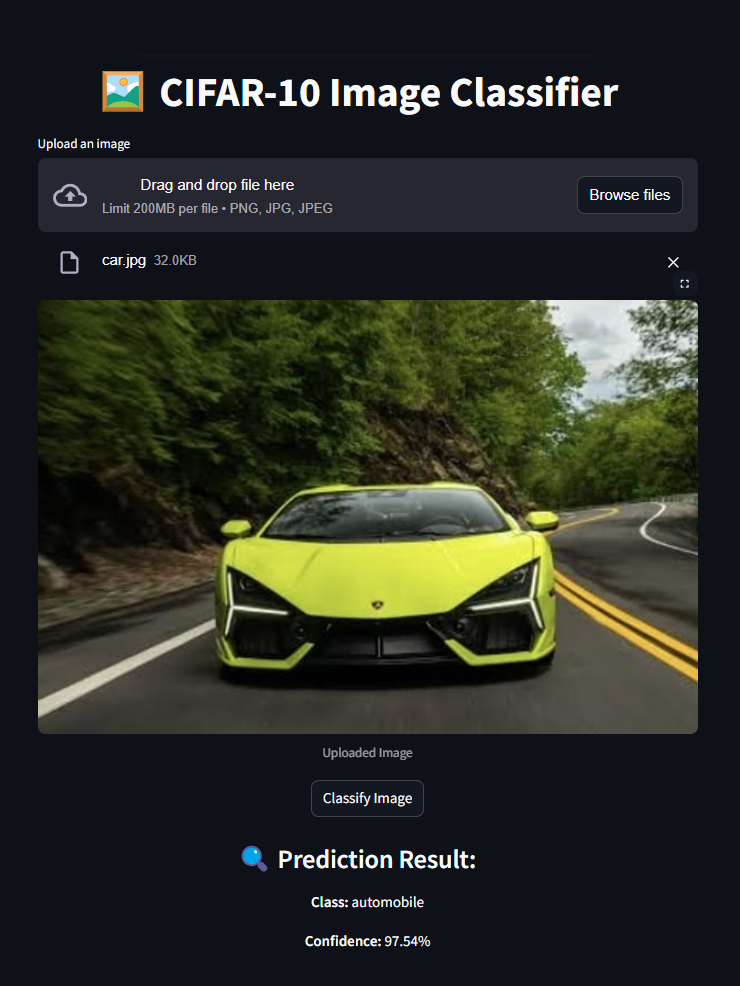 CIFAR-10 Image Classifier
Upload an image
Drag and drop file here
Limit 200MB per file • PNG, JPG, JPEG
Browse files
car.jpg 32.0KB
Uploaded Image
Classify Image
Prediction Result:
Class: automobile
Confidence: 97.54%